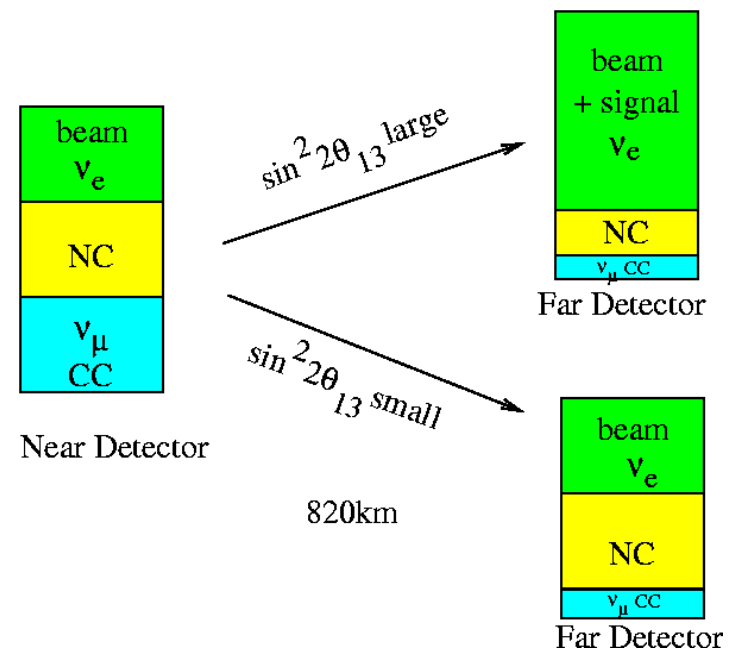 beam
νe
NC
νμ
CC
Near Detector
sin²2θ13 large
sin²2θ13 small
820km
beam
+ signal
νe
NC
νμ CC
Far Detector
beam
νe
NC
νμ CC
Far Detector